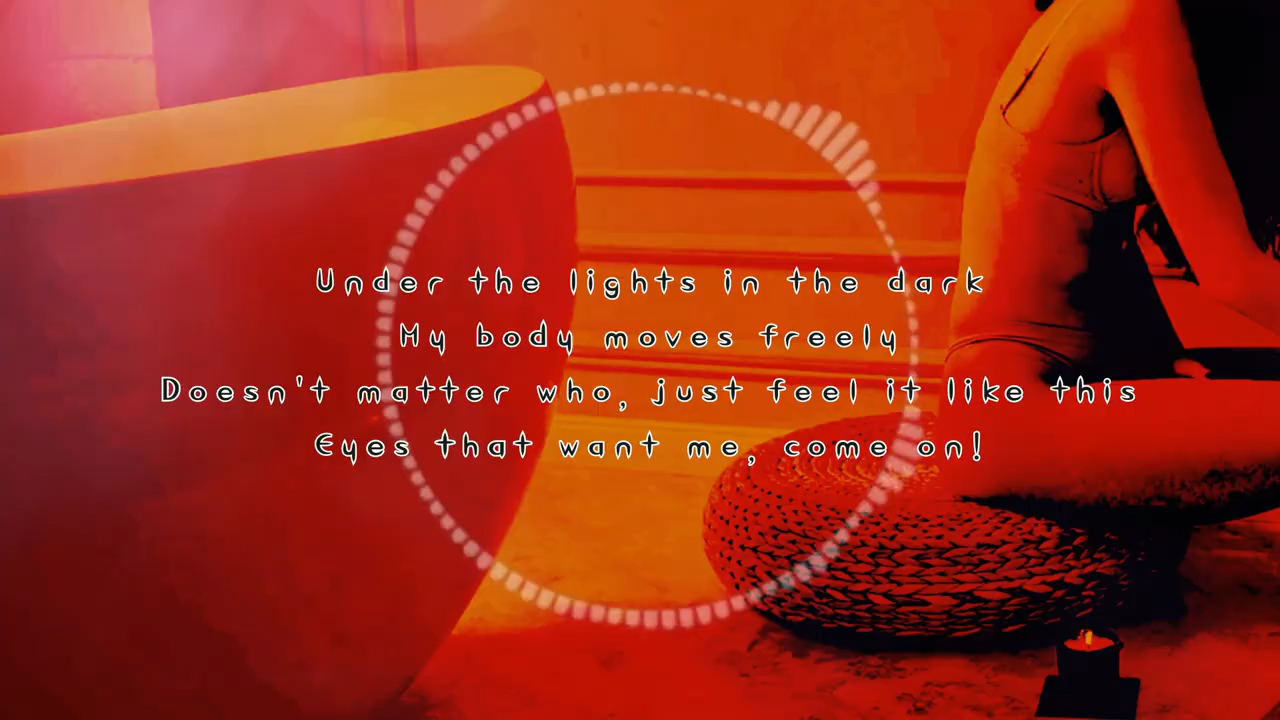 Under the lights in the dark
My body moves freely
Doesn't matter who, just feel it like this
Eyes that want me, come on!